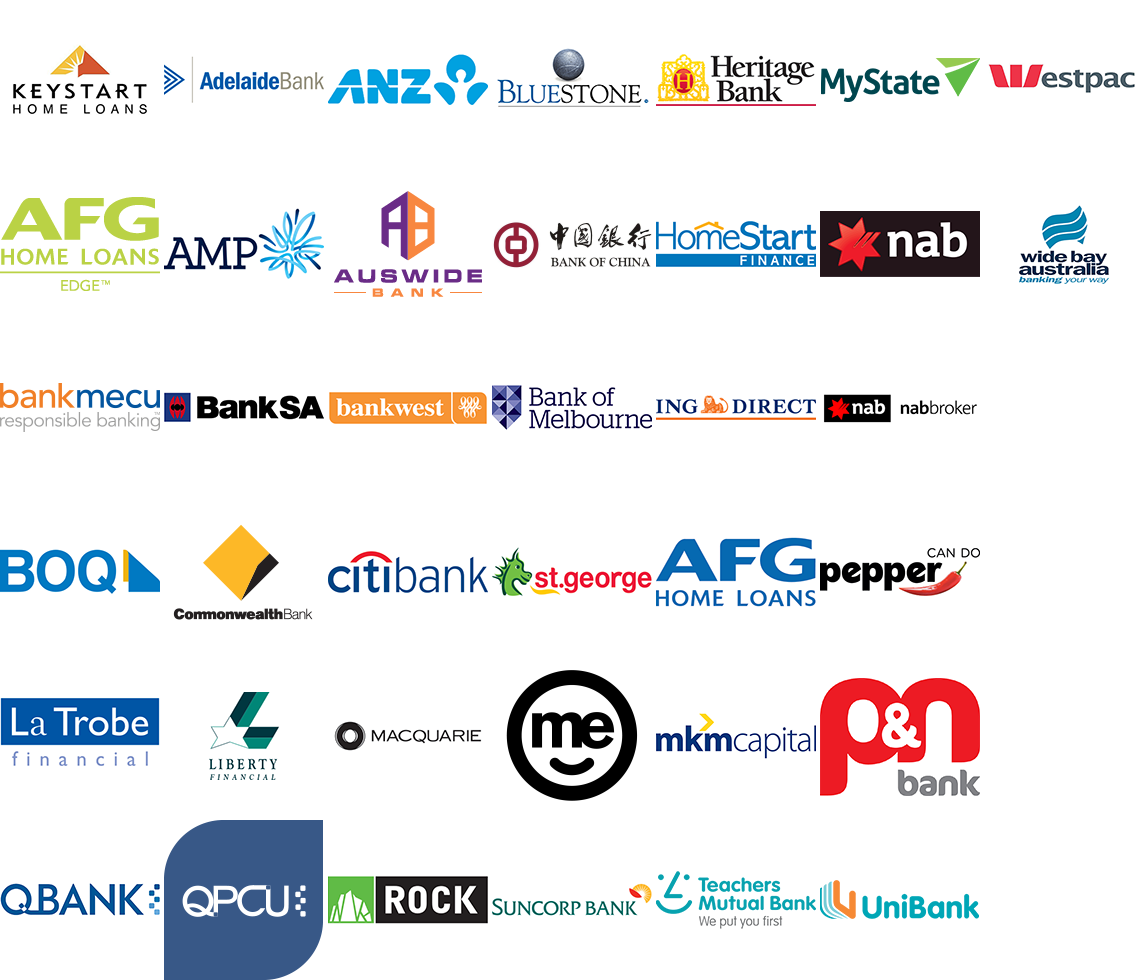 KEYSTART
HOME LOANS
AdelaideBank
ANZ
BLUESTONE.
H
Heritage
Bank
MyState
Westpac
AFG
HOME LOANS
EDGE™
AMP
AB
AUSWIDE
BANK
中国银行
BANK OF CHINA
HomeStart
FINANCE
nab
wide bay
australia
banking your way
bankmecu
responsible banking™
BankSA
bankwest
Bank of
Melbourne
ING DIRECT
nab
nabbroker
BOQ
CommonwealthBank
citibank
st.george
AFG
HOME LOANS
CAN DO
pepper
La Trobe
financial
LIBERTY
FINANCIAL
MACQUARIE
me
mkmcapital
p&n
bank
QBANK
QPCU
ROCK
SUNCORP BANK
Teachers
Mutual Bank
We put you first
UniBank